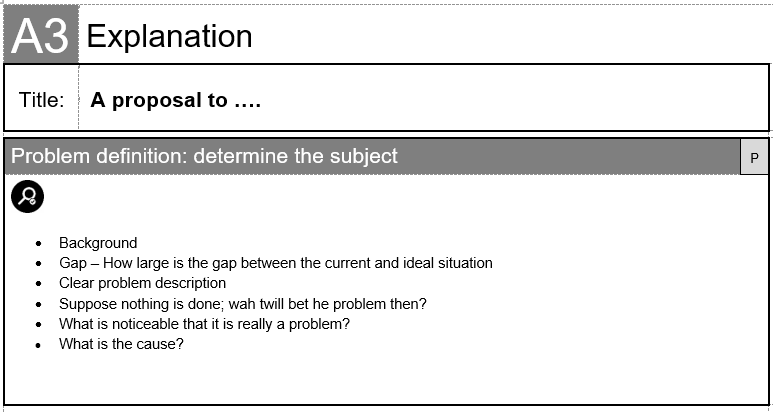 A3 Explanation
Title: A proposal to ....
Problem definition: determine the subject P
• Background
• Gap – How large is the gap between the current and ideal situation
• Clear problem description
• Suppose nothing is done; wah twill bet he problem then?
• What is noticeable that it is really a problem?
• What is the cause?